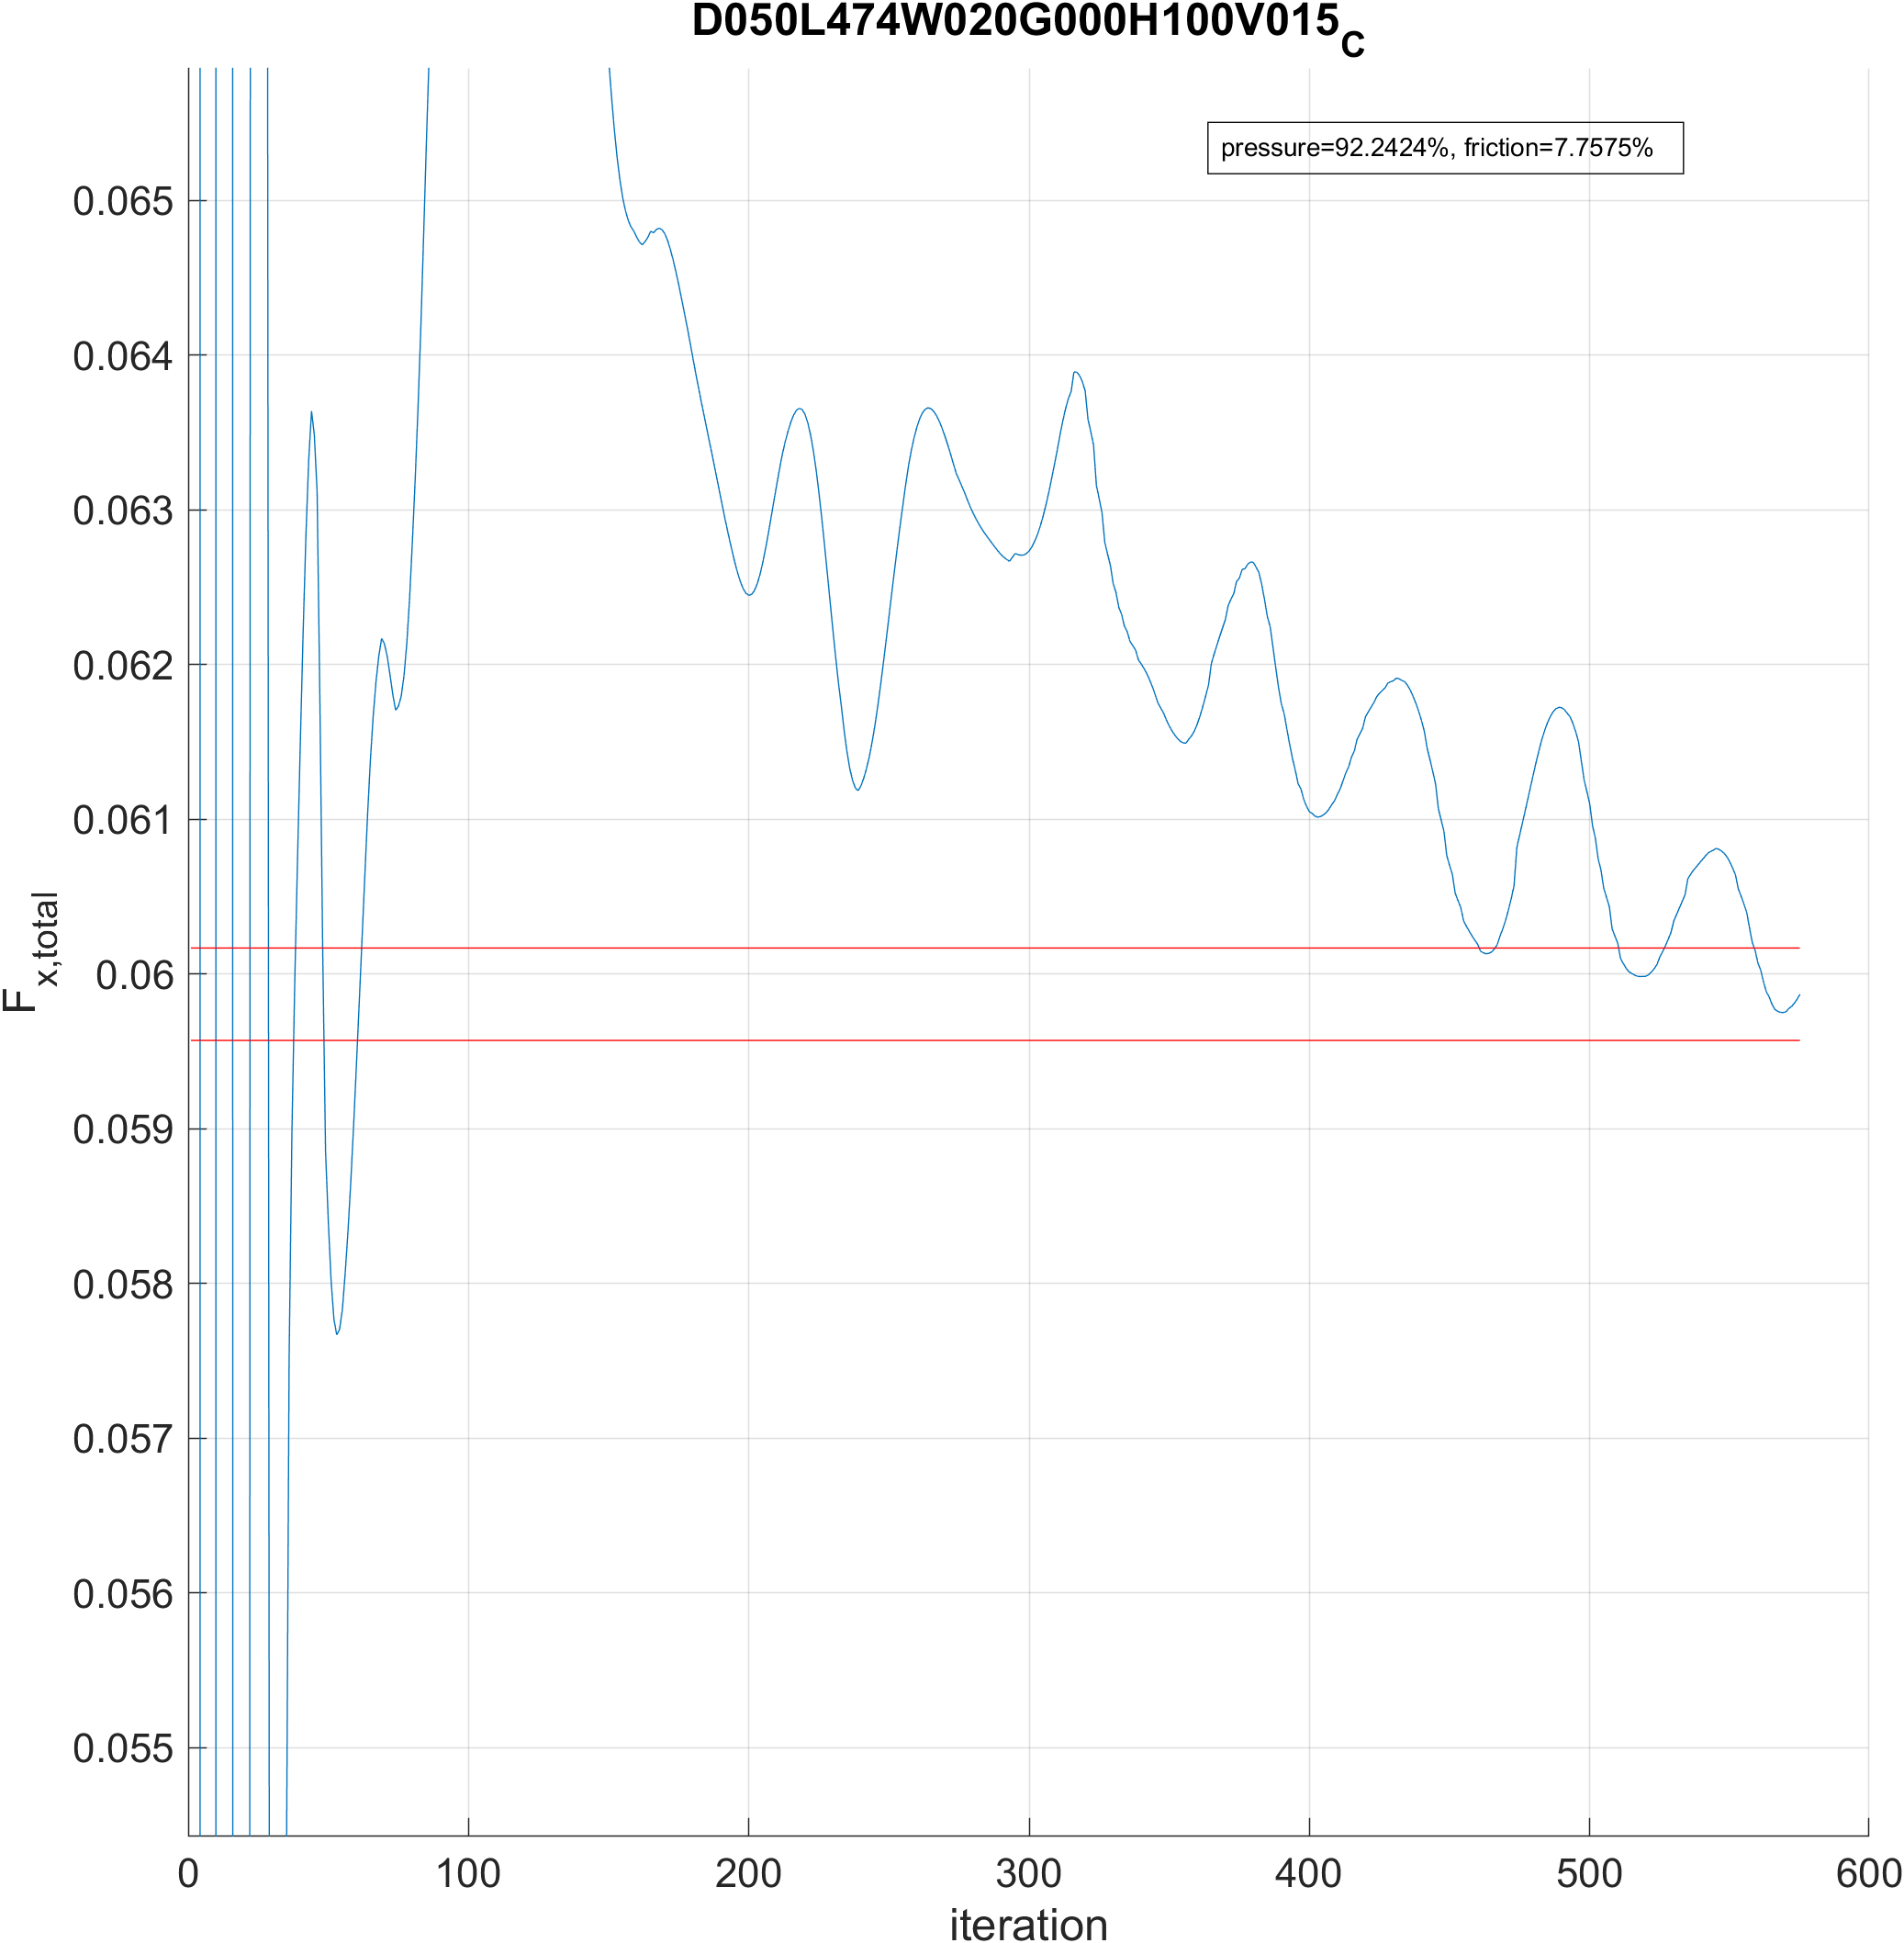 D050L474W020G000H100V015C
pressure=92.2424%, friction=7.7575%
0.065
0.064
0.063
0.062
0.061
0.06
0.059
0.058
0.057
0.056
0.055
Fx,total
0 100 200 300 400 500 600
iteration